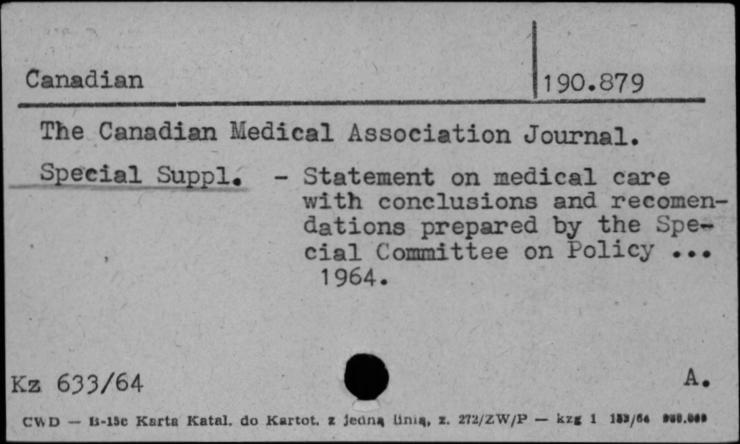 Canadian
190.879
The Canadian Medical Association Journal.
Special Suppl. - Statement on medical care
with conclusions and recomen-
dations prepared by the Spe-
cial Committee on Policy ...
1964.
Kz 633/64
A.
CWD — B-15c Karta Katal. do Kartot. z jedną linią, z. 272/ZW/P — kzg 1